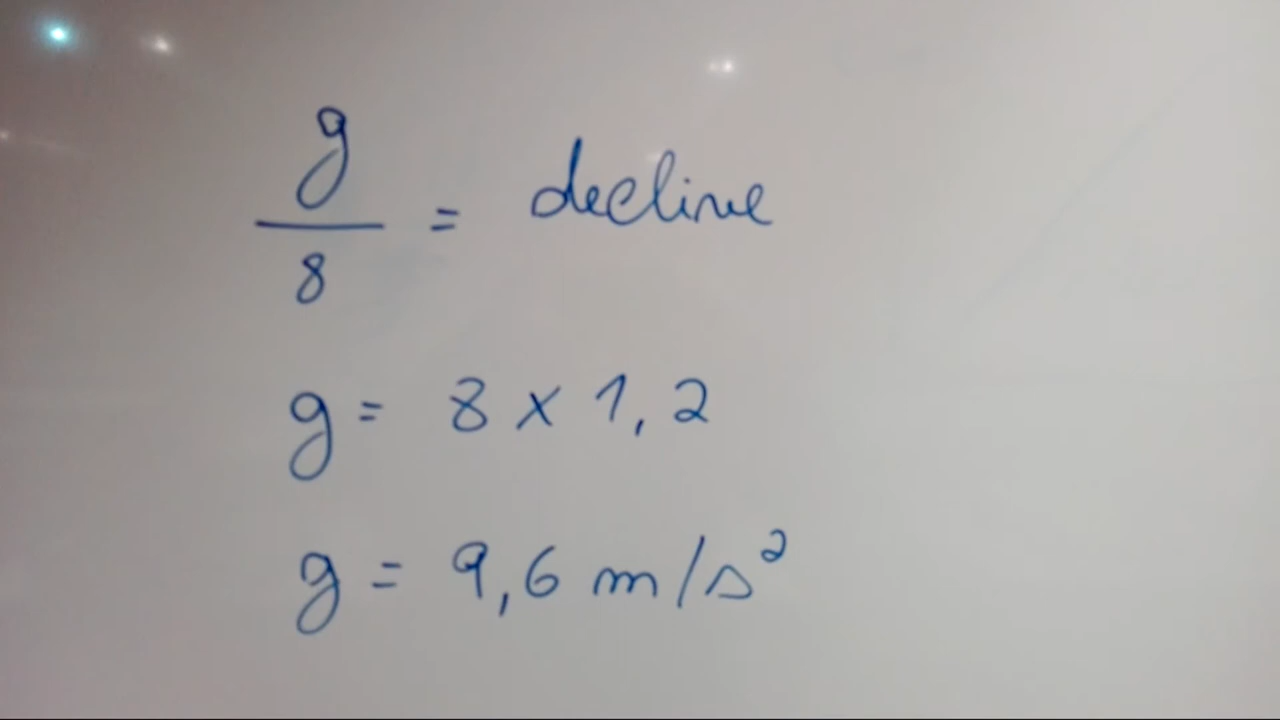 g/8 = decline
g = 8 x 1,2
g = 9,6 m/s²